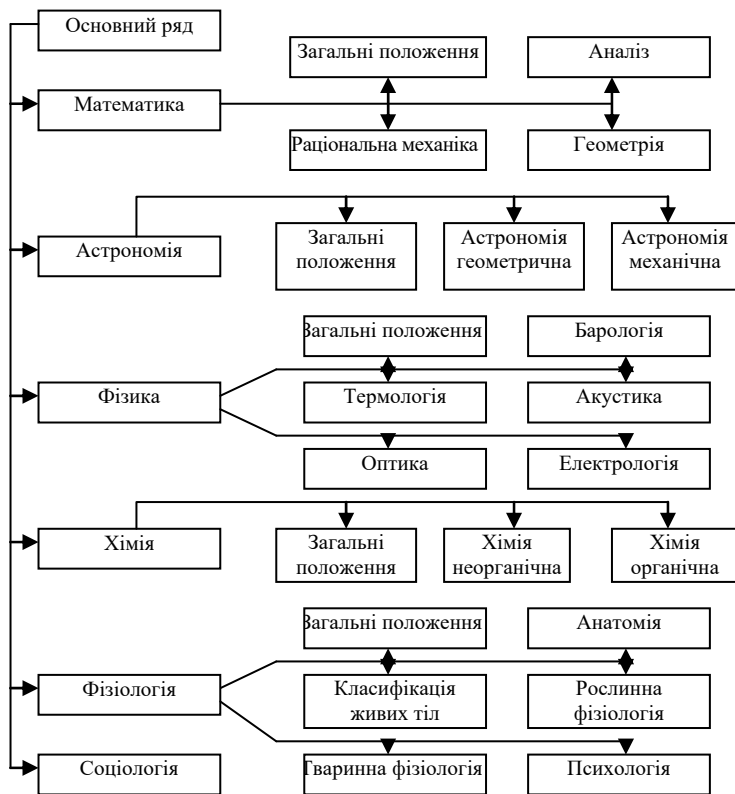 Основний ряд
Загальні положення
Аналіз
Математика
Раціональна механіка
Геометрія
Астрономія
Загальні
положення
Астрономія
геометрична
Астрономія
механічна
Загальні положення
Барологія
Фізика
Термологія
Акустика
Оптика
Електрологія
Хімія
Загальні
положення
Хімія
неорганічна
Хімія
органічна
Загальні положення
Анатомія
Фізіологія
Класифікація
живих тіл
Рослинна
фізіологія
Соціологія
Тваринна фізіологія
Психологія